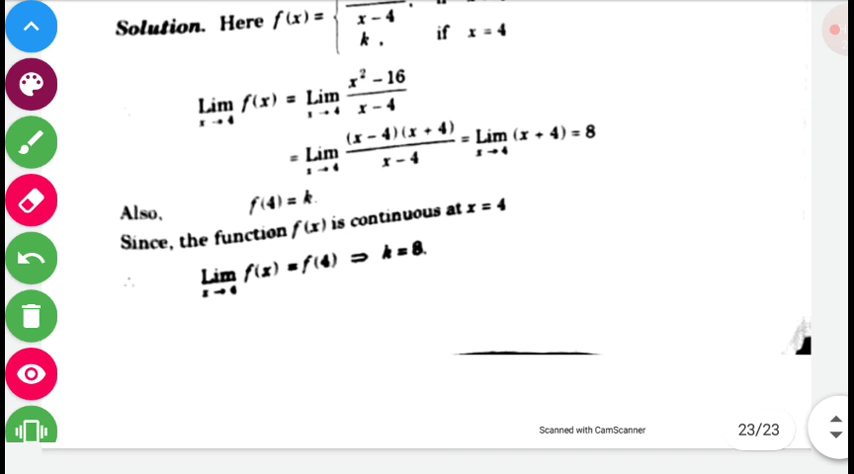 Solution. Here f(x) = { x – 4 ,
k , if x = 4
Lim x→4 f(x) = Lim x→4 (x² – 16)/(x – 4)
= Lim x→4 (x – 4)(x + 4)/(x – 4) = Lim x→4 (x + 4) = 8
Also, f(4) = k.
Since, the function f(x) is continuous at x = 4
∴ Lim x→4 f(x) = f(4) ⇒ k = 8.
Scanned with CamScanner
23/23